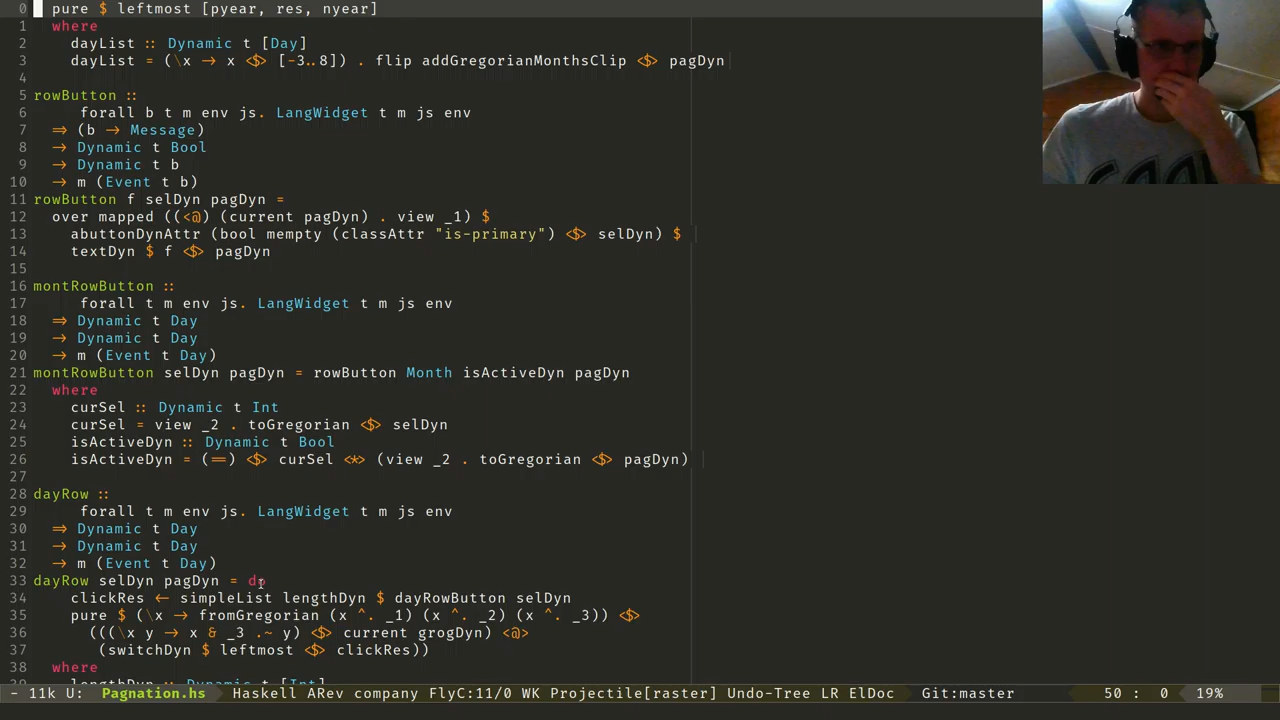 0 pure $ leftmost [pyear, res, nyear]
1 where
2 dayList :: Dynamic t [Day]
3 dayList = (\x → x <$> [-3..8]) . flip addGregorianMonthsClip <$> pagDyn
4
5 rowButton ::
6 forall b t m env js. LangWidget t m js env
7 ⇒ (b → Message)
8 → Dynamic t Bool
9 → Dynamic t b
10 → m (Event t b)
11 rowButton f selDyn pagDyn =
12 over mapped ((<@) (current pagDyn) . view _1) $
13 abuttonDynAttr (bool mempty (classAttr "is-primary") <$> selDyn) $
14 textDyn $ f <$> pagDyn
15
16 montRowButton ::
17 forall t m env js. LangWidget t m js env
18 ⇒ Dynamic t Day
19 → Dynamic t Day
20 → m (Event t Day)
21 montRowButton selDyn pagDyn = rowButton Month isActiveDyn pagDyn
22 where
23 curSel :: Dynamic t Int
24 curSel = view _2 . toGregorian <$> selDyn
25 isActiveDyn :: Dynamic t Bool
26 isActiveDyn = (==) <$> curSel <*> (view _2 . toGregorian <$> pagDyn)
27
28 dayRow ::
29 forall t m env js. LangWidget t m js env
30 ⇒ Dynamic t Day
31 → Dynamic t Day
32 → m (Event t Day)
33 dayRow selDyn pagDyn = do
34 clickRes ← simpleList lengthDyn $ dayRowButton selDyn
35 pure $ (\x → fromGregorian (x ^. _1) (x ^. _2) (x ^. _3)) <$>
36 (((\x y → x & _3 .~ y) <$> current grogDyn) <@>
37 (switchDyn $ leftmost <$> clickRes))
38 where
lengthDyn :: Dynamic t [Int]
- 11k U: Pagnation.hs Haskell ARev company FlyC:11/0 WK Projectile[raster] Undo-Tree LR ElDoc Git:master 50 : 0 19%